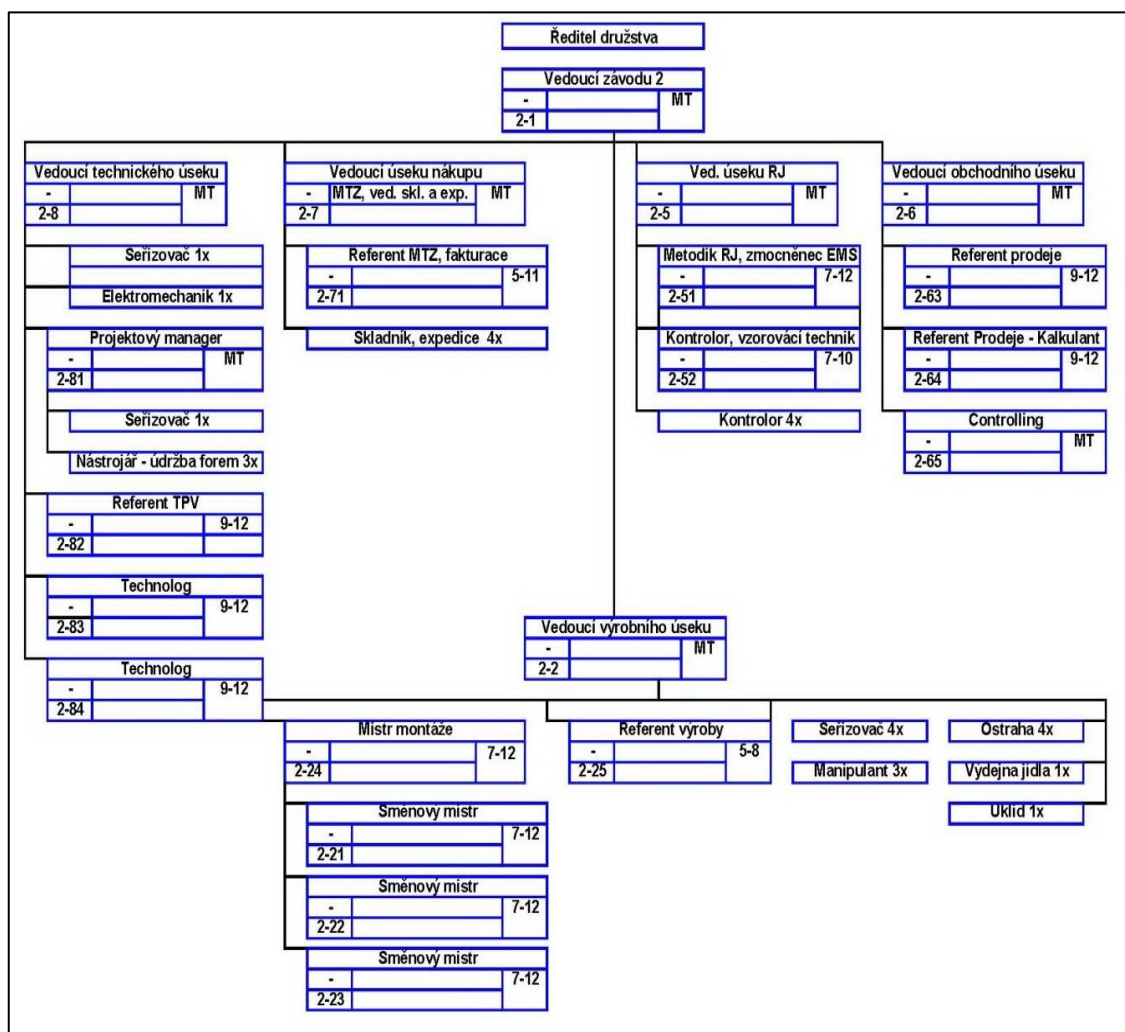 Ředitel družstva
Vedoucí závodu 2
- MT
2-1
Vedoucí technického úseku
- MT
2-8
Seřizovač 1x
Elektromechanik 1x
Projektový manager
- MT
2-81
Seřizovač 1x
Nástrojář - údržba forem 3x
Referent TPV
- 9-12
2-82
Technolog
- 9-12
2-83
Technolog
- 9-12
2-84
Vedoucí úseku nákupu
- MTZ, ved. skl. a exp. MT
2-7
Referent MTZ, fakturace
- 5-11
2-71
Skladník, expedice 4x
Ved. úseku RJ
- MT
2-5
Metodik RJ, zmocněnec EMS
- 7-12
2-51
Kontrolor, vzorovácí technik
- 7-10
2-52
Kontrolor 4x
Vedoucí obchodního úseku
- MT
2-6
Referent prodeje
- 9-12
2-63
Referent Prodeje - Kalkulant
- 9-12
2-64
Controlling
- MT
2-65
Vedoucí výrobního úseku
- MT
2-2
Mistr montáže
- 7-12
2-24
Směnový mistr
- 7-12
2-21
Směnový mistr
- 7-12
2-22
Směnový mistr
- 7-12
2-23
Referent výroby
- 5-8
2-25
Seřizovač 4x
Manipulant 3x
Ostraha 4x
Výdejna jídla 1x
Úklid 1x